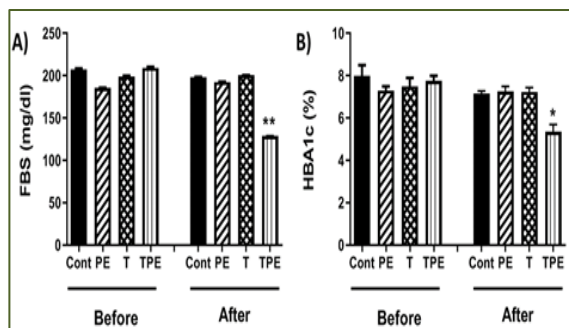 A)
FBS (mg/dl)
250
200
150
100
50
0
**
Cont PE T TPE Cont PE T TPE
Before After
B)
HBA1c (%)
10
8
6
4
2
0
*
Cont PE T TPE Cont PE T TPE
Before After